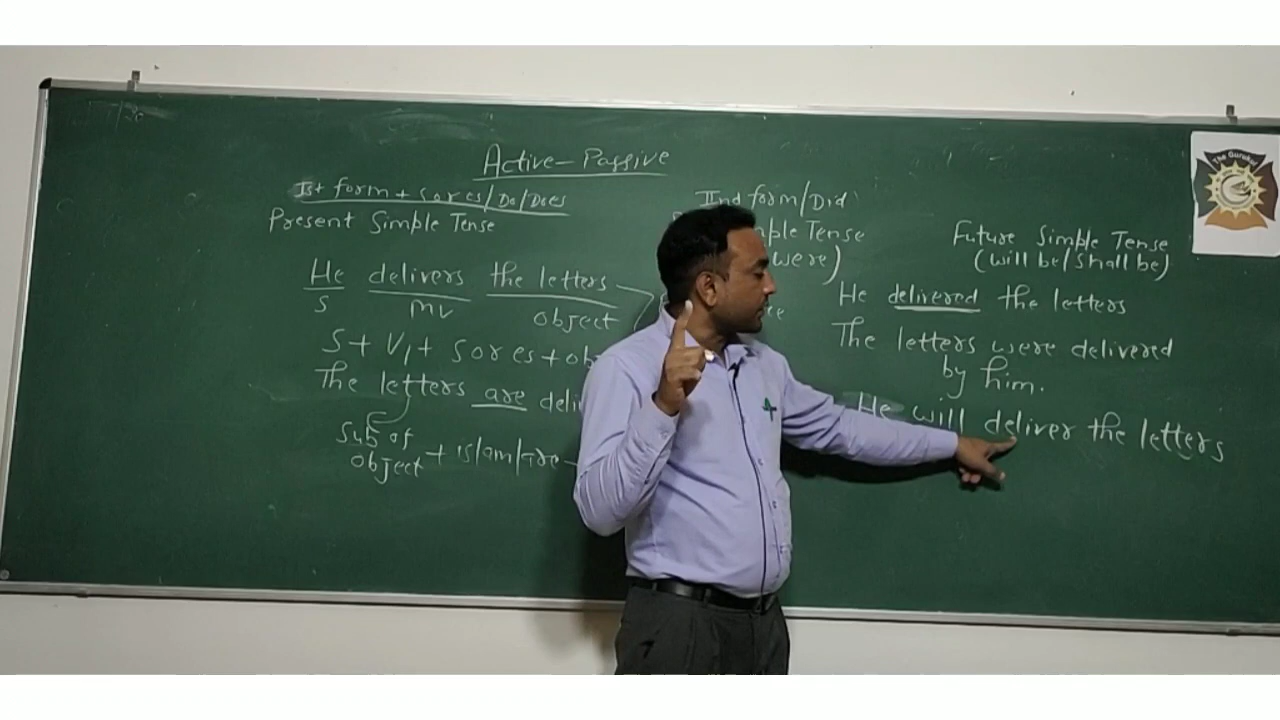 Active-Passive
Ist form + s or es/Do/Does
Present Simple Tense
He delivers the letters
S MV object
S + V1 + s or es + ob
The letters are deli
Sub of
object + is/am/are
IInd form/Did
mple Tense
were)
Future Simple Tense
(will be/shall be)
He delivered the letters
The letters were delivered
by him.
He will deliver the letters
The Gurukul